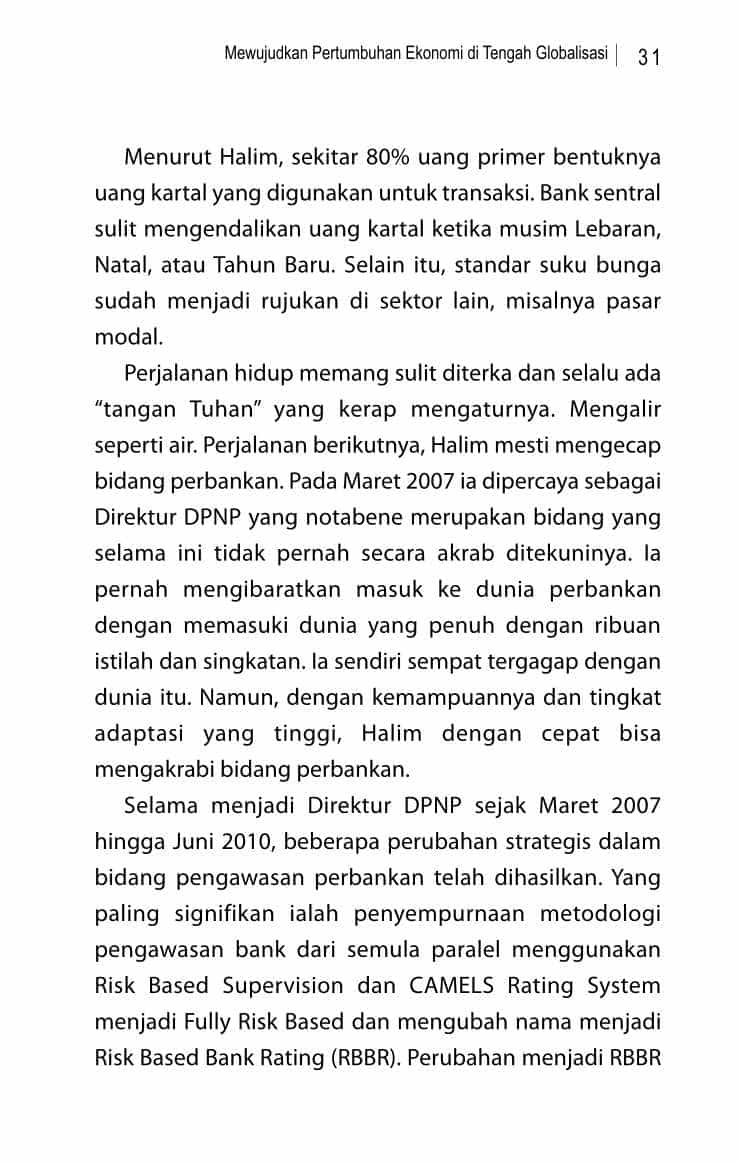 Mewujudkan Pertumbuhan Ekonomi di Tengah Globalisasi | 31
Menurut Halim, sekitar 80% uang primer bentuknya
uang kartal yang digunakan untuk transaksi. Bank sentral
sulit mengendalikan uang kartal ketika musim Lebaran,
Natal, atau Tahun Baru. Selain itu, standar suku bunga
sudah menjadi rujukan di sektor lain, misalnya pasar
modal.
Perjalanan hidup memang sulit diterka dan selalu ada
“tangan Tuhan” yang kerap mengaturnya. Mengalir
seperti air. Perjalanan berikutnya, Halim mesti mengecap
bidang perbankan. Pada Maret 2007 ia dipercaya sebagai
Direktur DPNP yang notabene merupakan bidang yang
selama ini tidak pernah secara akrab ditekuninya. Ia
pernah mengibaratkan masuk ke dunia perbankan
dengan memasuki dunia yang penuh dengan ribuan
istilah dan singkatan. Ia sendiri sempat tergagap dengan
dunia itu. Namun, dengan kemampuannya dan tingkat
adaptasi yang tinggi, Halim dengan cepat bisa
mengakrabi bidang perbankan.
Selama menjadi Direktur DPNP sejak Maret 2007
hingga Juni 2010, beberapa perubahan strategis dalam
bidang pengawasan perbankan telah dihasilkan. Yang
paling signifikan ialah penyempurnaan metodologi
pengawasan bank dari semula paralel menggunakan
Risk Based Supervision dan CAMELS Rating System
menjadi Fully Risk Based dan mengubah nama menjadi
Risk Based Bank Rating (RBBR). Perubahan menjadi RBBR